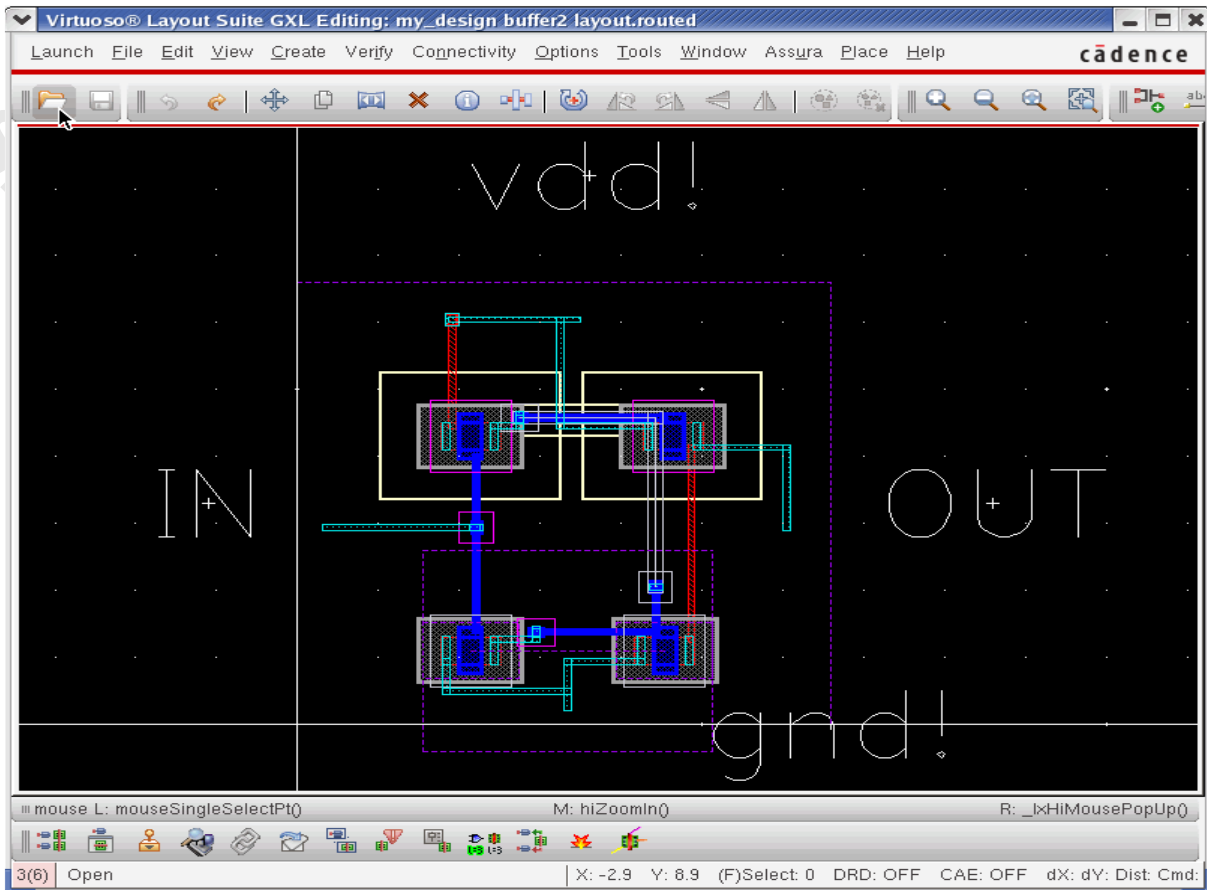 Virtuoso® Layout Suite GXL Editing: my_design buffer2 layout.routed
Launch File Edit View Create Verify Connectivity Options Tools Window Assura Place Help cādence
vdd!
IN OUT
gnd!
mouse L: mouseSingleSelectPt() M: hiZoomIn() R: _lxHiMousePopUp()
3(6) Open X: -2.9 Y: 8.9 (F)Select: 0 DRD: OFF CAE: OFF dX: dY: Dist: Cmd: